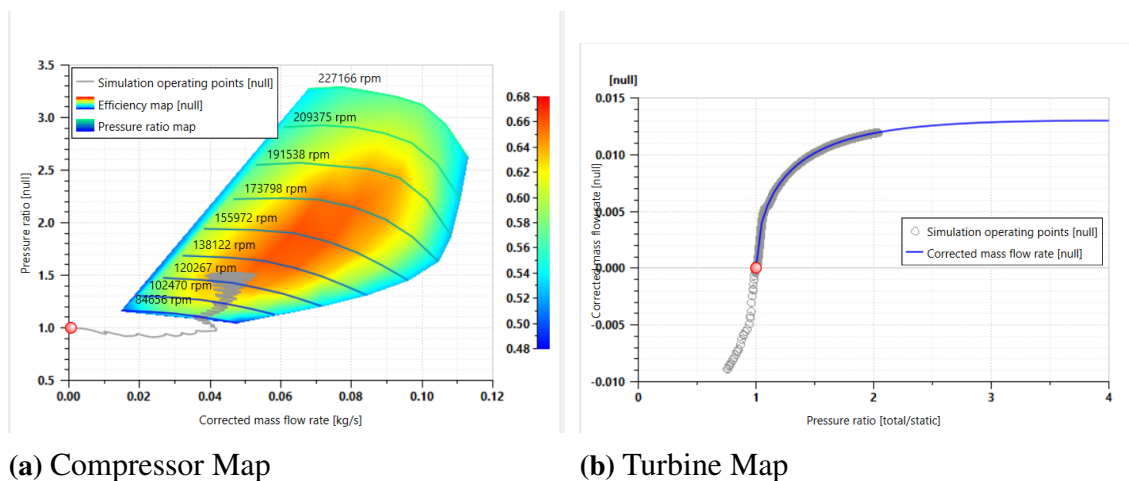 3.5
3.0
2.5
2.0
1.5
1.0
0.5
Pressure ratio [null]
Simulation operating points [null]
Efficiency map [null]
Pressure ratio map
227166 rpm
209375 rpm
191538 rpm
173798 rpm
155972 rpm
138122 rpm
120267 rpm
102470 rpm
84656 rpm
0.00 0.02 0.04 0.06 0.08 0.10 0.12
Corrected mass flow rate [kg/s]
0.68
0.66
0.64
0.62
0.60
0.58
0.56
0.54
0.52
0.50
0.48
(a) Compressor Map
[null]
0.015
0.010
0.005
0.000
-0.005
-0.010
Corrected mass flow rate [null]
Simulation operating points [null]
Corrected mass flow rate [null]
0 1 2 3 4
Pressure ratio [total/static]
(b) Turbine Map